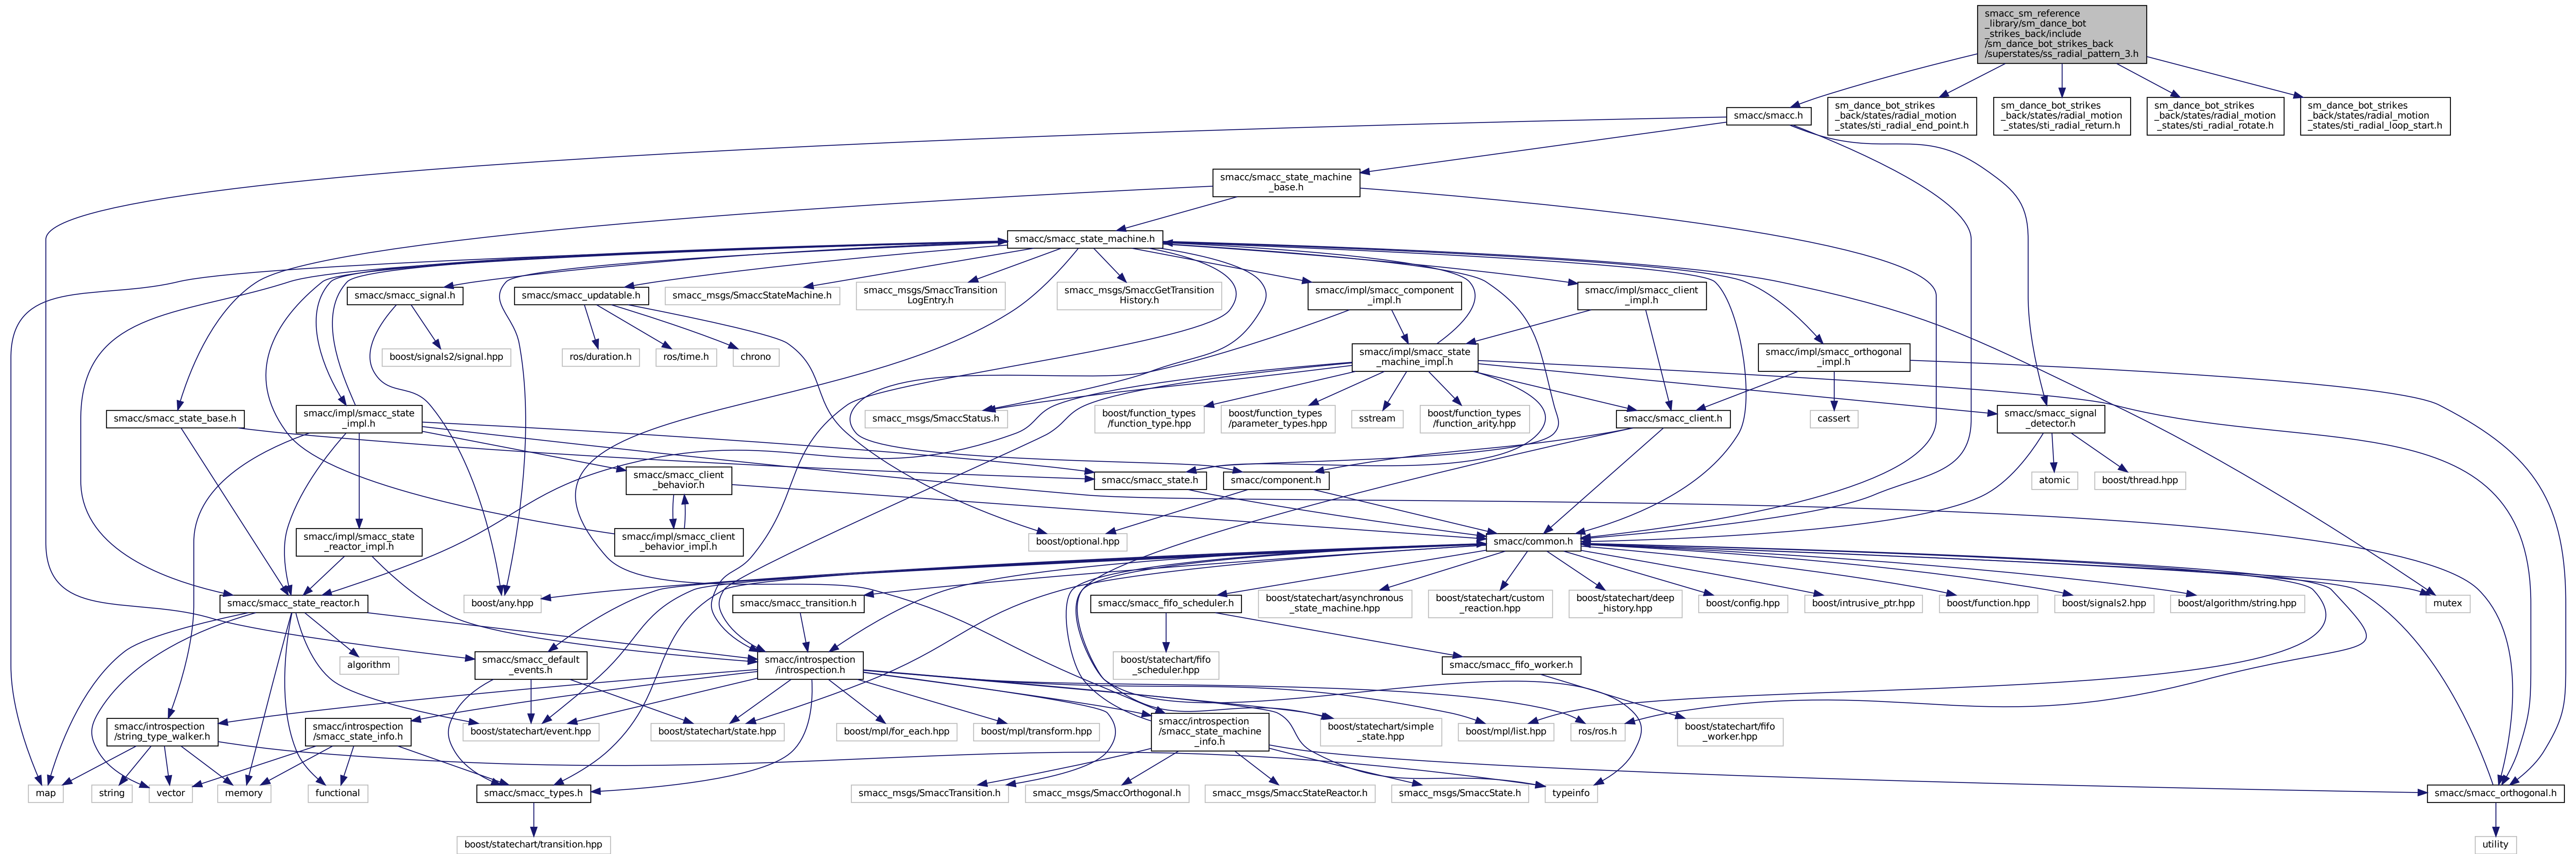 smacc_sm_reference
_library/sm_dance_bot
_strikes_back/include
/sm_dance_bot_strikes_back
/superstates/ss_radial_pattern_3.h
smacc/smacc.h
sm_dance_bot_strikes
_back/states/radial_motion
_states/sti_radial_end_point.h
sm_dance_bot_strikes
_back/states/radial_motion
_states/sti_radial_return.h
sm_dance_bot_strikes
_back/states/radial_motion
_states/sti_radial_rotate.h
sm_dance_bot_strikes
_back/states/radial_motion
_states/sti_radial_loop_start.h
smacc/smacc_state_machine
_base.h
smacc/smacc_state_machine.h
smacc/smacc_signal.h
smacc/smacc_updatable.h
smacc_msgs/SmaccStateMachine.h
smacc_msgs/SmaccTransition
LogEntry.h
smacc_msgs/SmaccGetTransition
History.h
smacc/impl/smacc_component
_impl.h
smacc/impl/smacc_client
_impl.h
boost/signals2/signal.hpp
ros/duration.h
ros/time.h
chrono
smacc/impl/smacc_state
_machine_impl.h
smacc/impl/smacc_orthogonal
_impl.h
smacc/smacc_state_base.h
smacc/impl/smacc_state
_impl.h
smacc_msgs/SmaccStatus.h
boost/function_types
/function_type.hpp
boost/function_types
/parameter_types.hpp
sstream
boost/function_types
/function_arity.hpp
smacc/smacc_client.h
cassert
smacc/smacc_signal
_detector.h
smacc/smacc_client
_behavior.h
smacc/smacc_state.h
smacc/component.h
atomic
boost/thread.hpp
smacc/impl/smacc_state
_reactor_impl.h
smacc/impl/smacc_client
_behavior_impl.h
boost/optional.hpp
smacc/common.h
smacc/smacc_state_reactor.h
boost/any.hpp
smacc/smacc_transition.h
smacc/smacc_fifo_scheduler.h
boost/statechart/asynchronous
_state_machine.hpp
boost/statechart/custom
_reaction.hpp
boost/statechart/deep
_history.hpp
boost/config.hpp
boost/intrusive_ptr.hpp
boost/function.hpp
boost/signals2.hpp
boost/algorithm/string.hpp
mutex
algorithm
smacc/smacc_default
_events.h
smacc/introspection
/introspection.h
boost/statechart/fifo
_scheduler.hpp
smacc/smacc_fifo_worker.h
smacc/introspection
/string_type_walker.h
smacc/introspection
/smacc_state_info.h
boost/statechart/event.hpp
boost/statechart/state.hpp
boost/mpl/for_each.hpp
boost/mpl/transform.hpp
smacc/introspection
/smacc_state_machine
_info.h
boost/statechart/simple
_state.hpp
boost/mpl/list.hpp
ros/ros.h
boost/statechart/fifo
_worker.hpp
map
string
vector
memory
functional
smacc/smacc_types.h
smacc_msgs/SmaccTransition.h
smacc_msgs/SmaccOrthogonal.h
smacc_msgs/SmaccStateReactor.h
smacc_msgs/SmaccState.h
typeinfo
smacc/smacc_orthogonal.h
boost/statechart/transition.hpp
utility